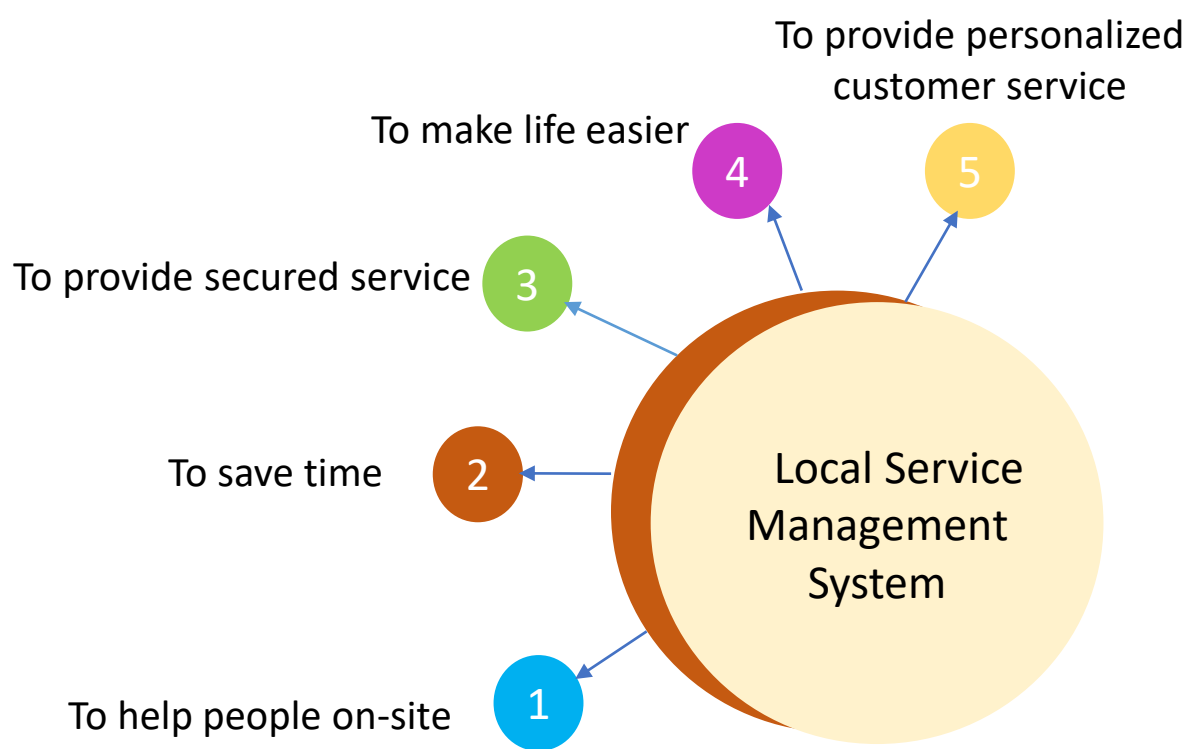 To provide personalized
customer service
5
To make life easier
4
To provide secured service
3
To save time
2
To help people on-site
1
Local Service
Management
System